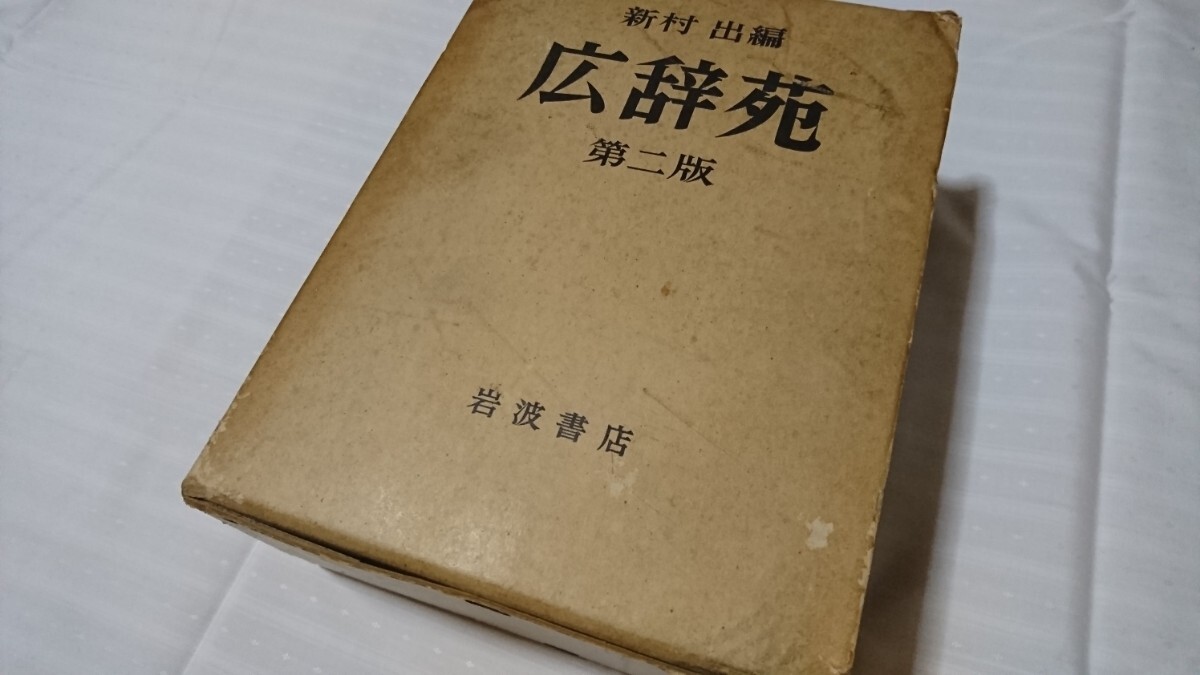 新村 出編
広辞苑
第二版
岩波書店